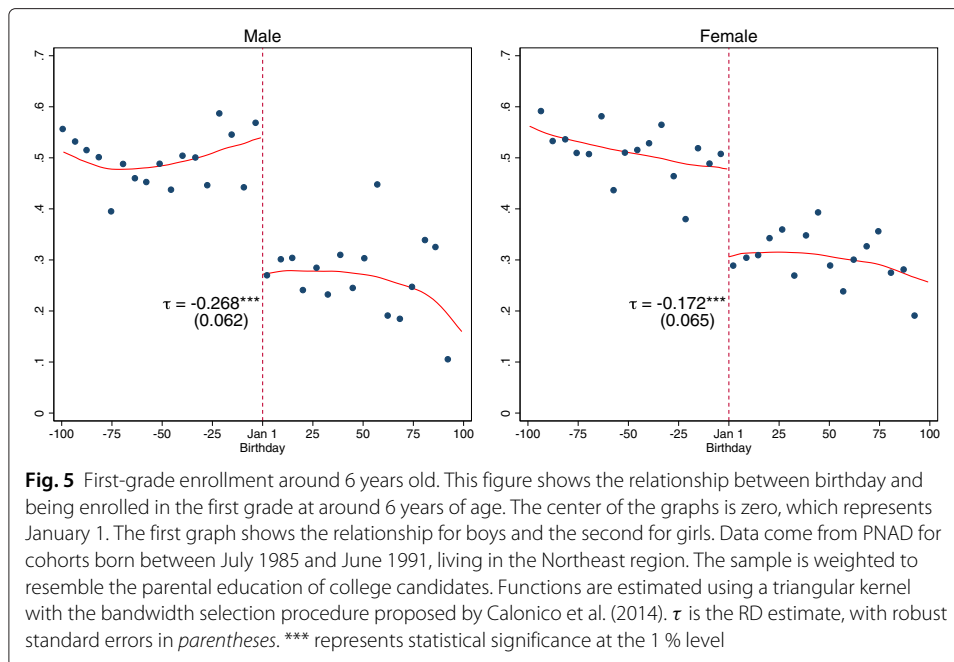 Male
Female
.7
.6
.5
.4
.3
.2
.1
0
τ = -0.268***
(0.062)
-100 -75 -50 -25 Jan 1 25 50 75 100
Birthday
.7
.6
.5
.4
.3
.2
.1
0
τ = -0.172***
(0.065)
-100 -75 -50 -25 Jan 1 25 50 75 100
Birthday
Fig. 5 First-grade enrollment around 6 years old. This figure shows the relationship between birthday and
being enrolled in the first grade at around 6 years of age. The center of the graphs is zero, which represents
January 1. The first graph shows the relationship for boys and the second for girls. Data come from PNAD for
cohorts born between July 1985 and June 1991, living in the Northeast region. The sample is weighted to
resemble the parental education of college candidates. Functions are estimated using a triangular kernel
with the bandwidth selection procedure proposed by Calonico et al. (2014). τ is the RD estimate, with robust
standard errors in parentheses. *** represents statistical significance at the 1 % level